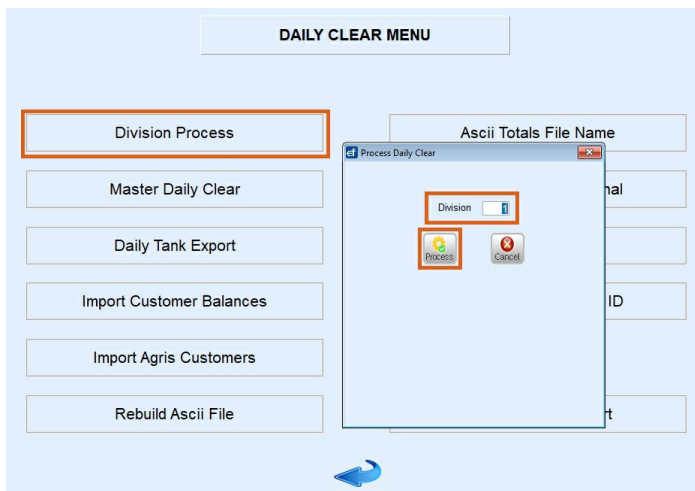 DAILY CLEAR MENU
Division Process
Ascii Totals File Name
ef Process Daily Clear
Master Daily Clear
nal
Division 1
Daily Tank Export
Process
Cancel
Import Customer Balances
ID
Import Agris Customers
Rebuild Ascii File
rt